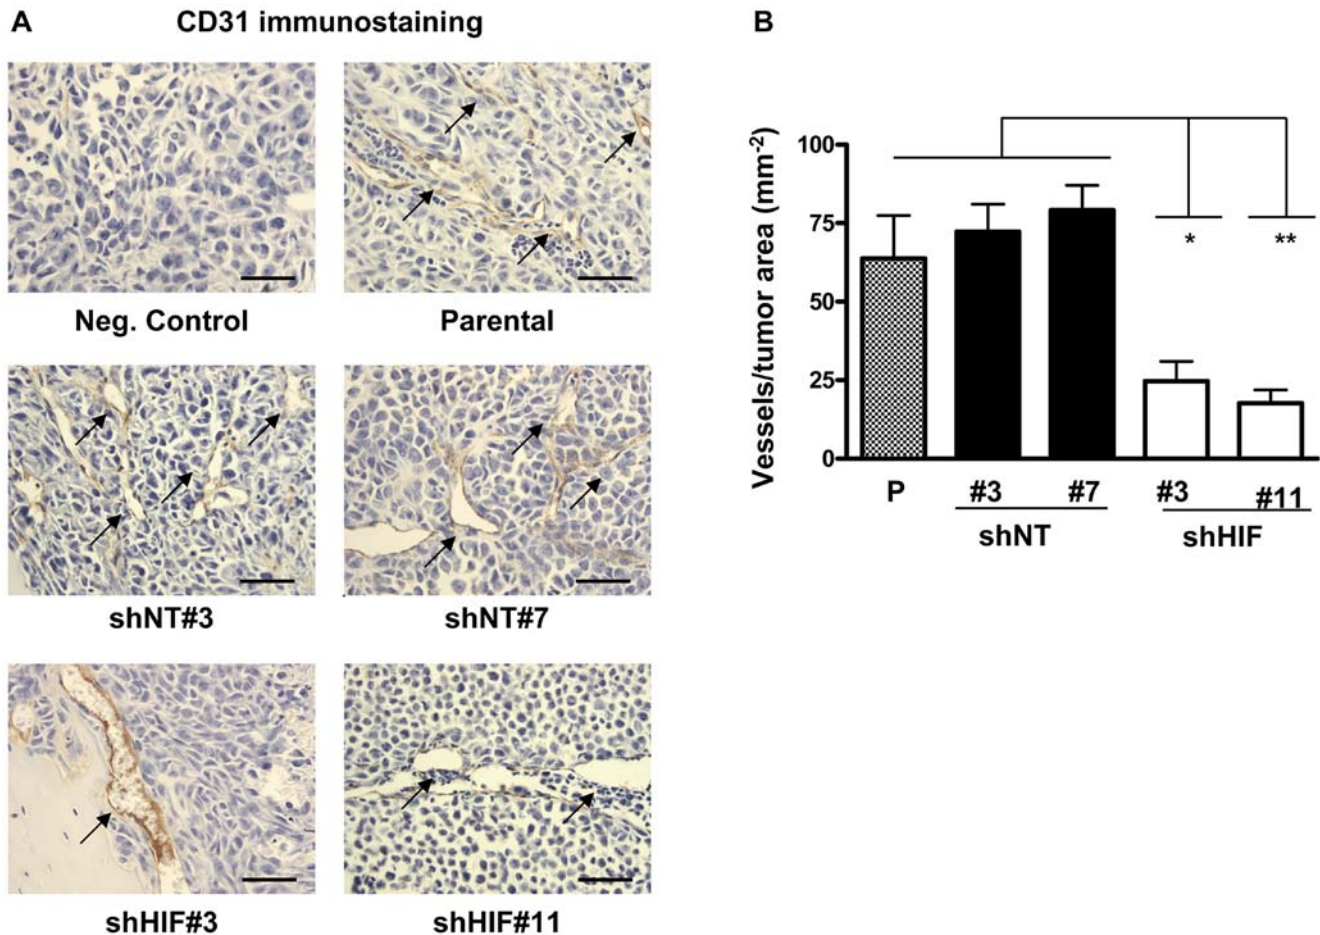 A
CD31 immunostaining
Neg. Control
Parental
shNT#3
shNT#7
shHIF#3
shHIF#11
B
Vessels/tumor area (mm-2)
100
75
50
25
0
*
**
P
#3
#7
#3
#11
shNT
shHIF